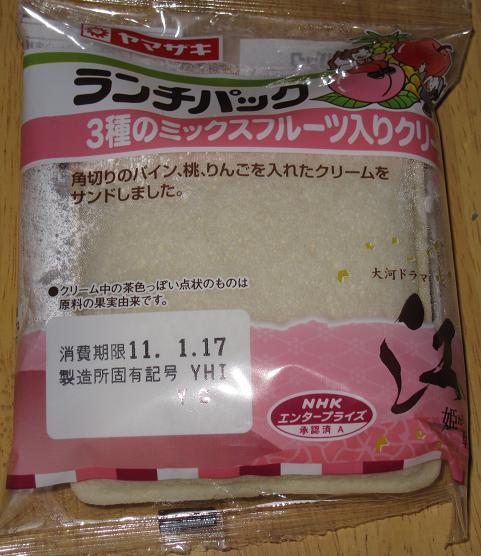 ヤマザキ
ランチパック
3種のミックスフルーツ入りクリー
角切りのパイン、桃、りんごを入れたクリームを
サンドしました。
大河ドラマ
●クリーム中の茶色っぽい点状のものは
原料の果実由来です。
消費期限11. 1.17
製造所固有記号 YHI
江
姫
NHK
エンタープライズ
承認済 A